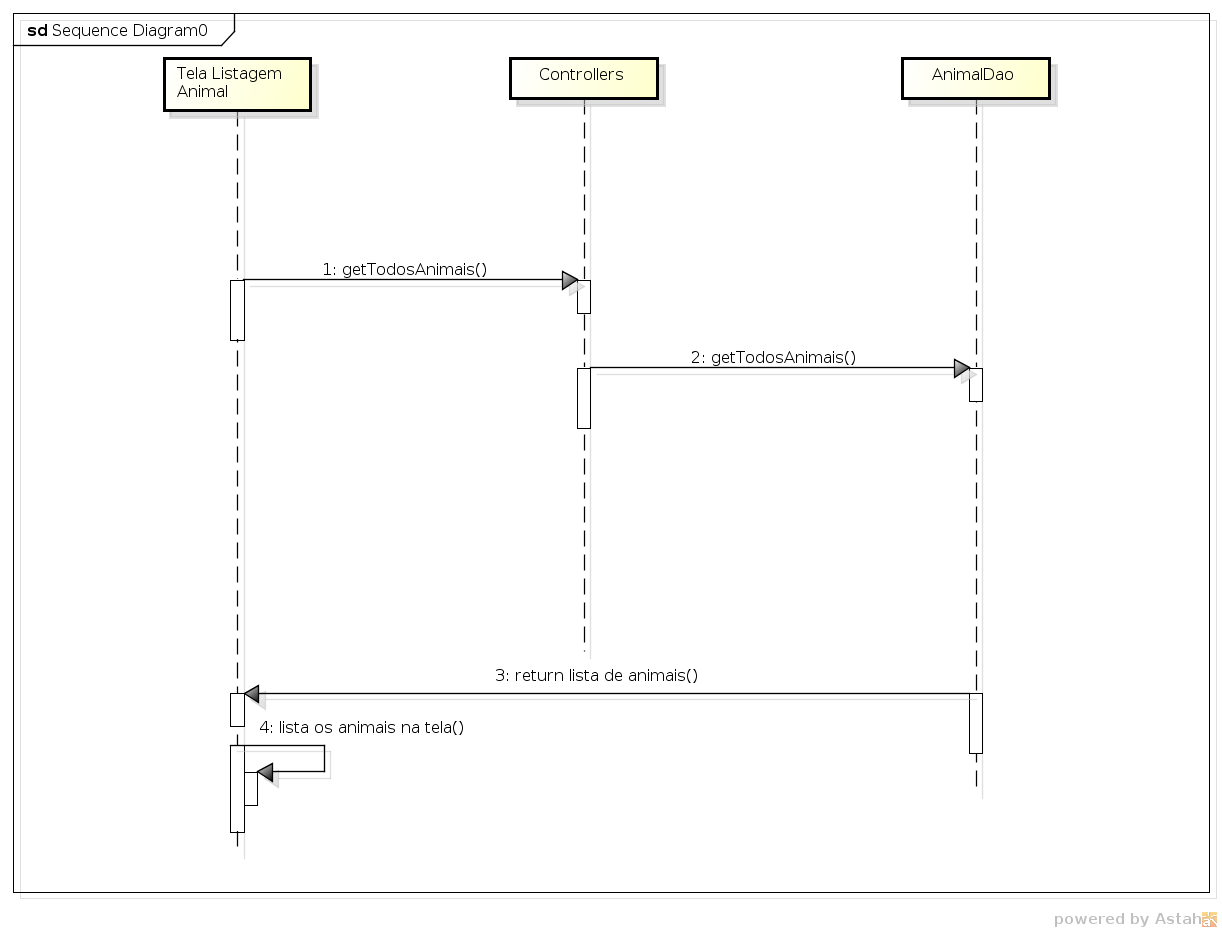 sd Sequence Diagram0
Tela Listagem
Animal
Controllers
AnimalDao
1: getTodosAnimais()
2: getTodosAnimais()
3: return lista de animais()
4: lista os animais na tela()
powered by Astah